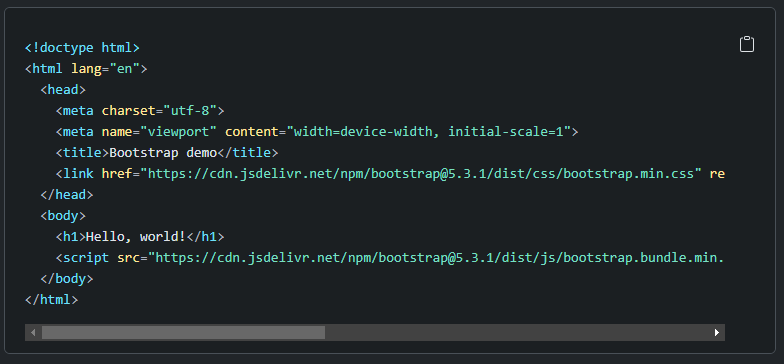 <!doctype html>
<html lang="en">
  <head>
    <meta charset="utf-8">
    <meta name="viewport" content="width=device-width, initial-scale=1">
    <title>Bootstrap demo</title>
    <link href="https://cdn.jsdelivr.net/npm/bootstrap@5.3.1/dist/css/bootstrap.min.css" re
  </head>
  <body>
    <h1>Hello, world!</h1>
    <script src="https://cdn.jsdelivr.net/npm/bootstrap@5.3.1/dist/js/bootstrap.bundle.min.
  </body>
</html>